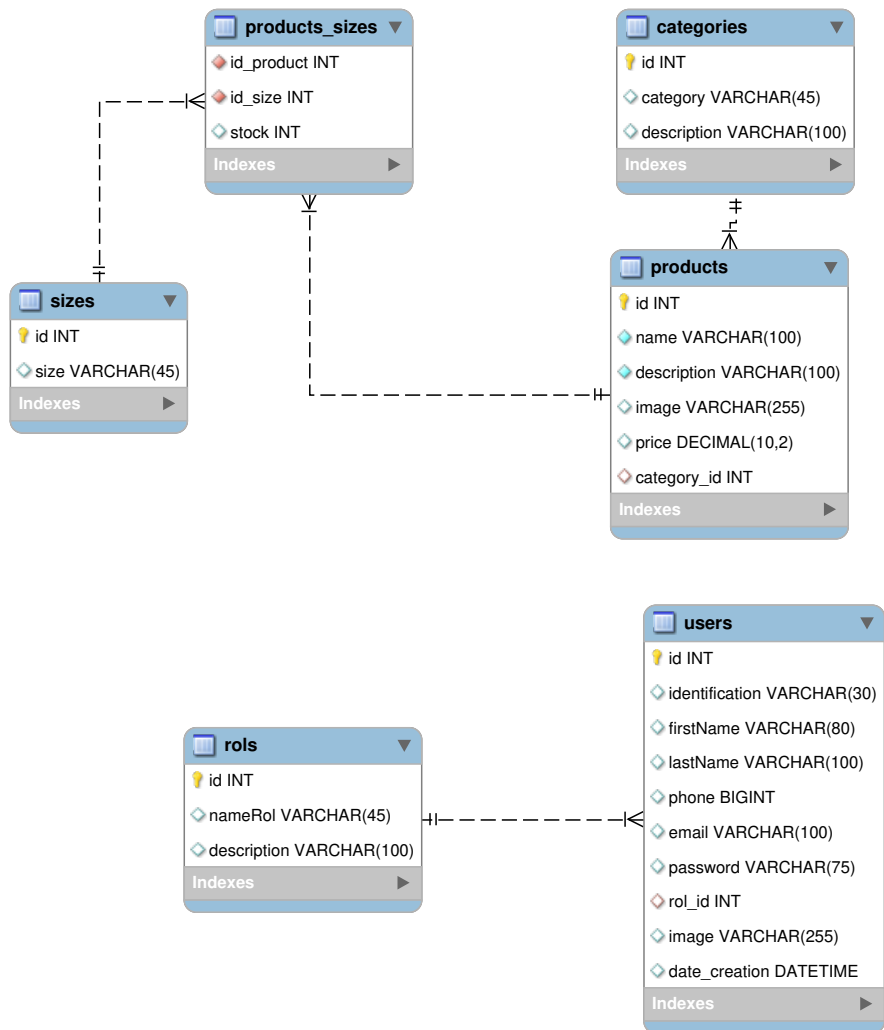 products_sizes
id_product INT
id_size INT
stock INT
Indexes
categories
id INT
category VARCHAR(45)
description VARCHAR(100)
Indexes
sizes
id INT
size VARCHAR(45)
Indexes
products
id INT
name VARCHAR(100)
description VARCHAR(100)
image VARCHAR(255)
price DECIMAL(10,2)
category_id INT
Indexes
rols
id INT
nameRol VARCHAR(45)
description VARCHAR(100)
Indexes
users
id INT
identification VARCHAR(30)
firstName VARCHAR(80)
lastName VARCHAR(100)
phone BIGINT
email VARCHAR(100)
password VARCHAR(75)
rol_id INT
image VARCHAR(255)
date_creation DATETIME
Indexes